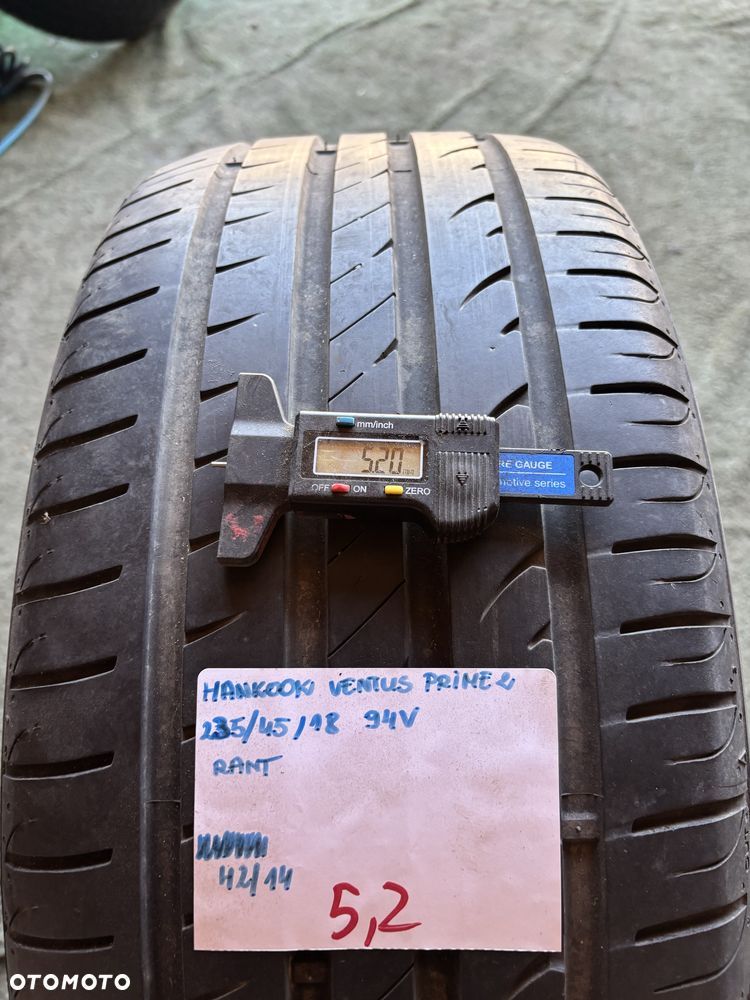 mm/inch
5.20 mm
OFF ON ZERO
RE GAUGE
motive series
HANKOOK VENTUS PRIME 2
235/45/18 94V
RANT
42/14
5,2
OTOMOTO